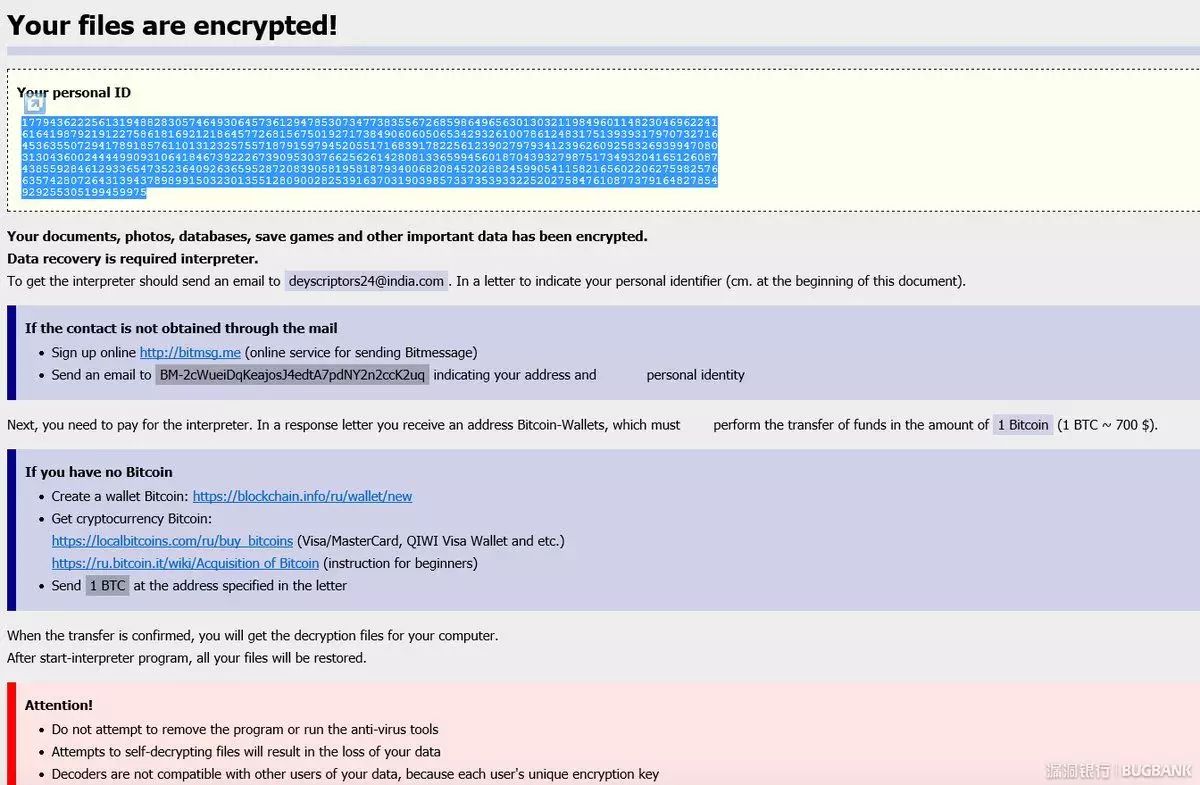 Your files are encrypted!
Your personal ID
1779436222561319488283057464930645736129478530734773835567268598649656301303211984960114823046962241
6164198792191227586181692121864577268156750192717384906060506534293261007861248317513939317970732716
4536355072941789185761101312325755718791597945205517168391782256123902797934123962609258326939947080
3130436002444499093106418467392226739095303766256261428081336599456018704393279875173493204165126087
4385592846129336547352364092636595287208390581958187934006820845202882459905411582165602206275982576
6357428072643139437898991503230135512809002825391637031903985733735393322520275847610877379164827854
929255305199459975
Your documents, photos, databases, save games and other important data has been encrypted.
Data recovery is required interpreter.
To get the interpreter should send an email to deyscriptors24@india.com . In a letter to indicate your personal identifier (cm. at the beginning of this document).
If the contact is not obtained through the mail
• Sign up online http://bitmsg.me (online service for sending Bitmessage)
• Send an email to BM-2cWueiDqKeajosJ4edtA7pdNY2n2ccK2uq indicating your address and personal identity
Next, you need to pay for the interpreter. In a response letter you receive an address Bitcoin-Wallets, which must perform the transfer of funds in the amount of 1 Bitcoin (1 BTC ~ 700 $).
If you have no Bitcoin
• Create a wallet Bitcoin: https://blockchain.info/ru/wallet/new
• Get cryptocurrency Bitcoin:
https://localbitcoins.com/ru/buy_bitcoins (Visa/MasterCard, QIWI Visa Wallet and etc.)
https://ru.bitcoin.it/wiki/Acquisition of Bitcoin (instruction for beginners)
• Send 1 BTC at the address specified in the letter
When the transfer is confirmed, you will get the decryption files for your computer.
After start-interpreter program, all your files will be restored.
Attention!
• Do not attempt to remove the program or run the anti-virus tools
• Attempts to self-decrypting files will result in the loss of your data
• Decoders are not compatible with other users of your data, because each user's unique encryption key
漏洞银行 | BUGBANK